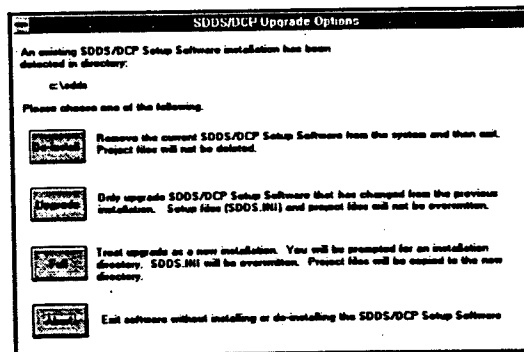 SDDS/DCP Upgrade Options
An existing SDDS/DCP Setup Software installation has been
detected in directory:
c:\sdds
Please choose one of the following.
De-Install
Remove the current SDDS/DCP Setup Software from the system and then exit.
Project files will not be deleted.
Upgrade
Only upgrade SDDS/DCP Setup Software that has changed from the previous
installation. Setup files (SDDS.INI) and project files will not be overwritten.
Full
Treat upgrade as a new installation. You will be prompted for an installation
directory. SDDS.INI will be overwritten. Project files will be copied to the new
directory.
Exit software without installing or de-installing the SDDS/DCP Setup Software